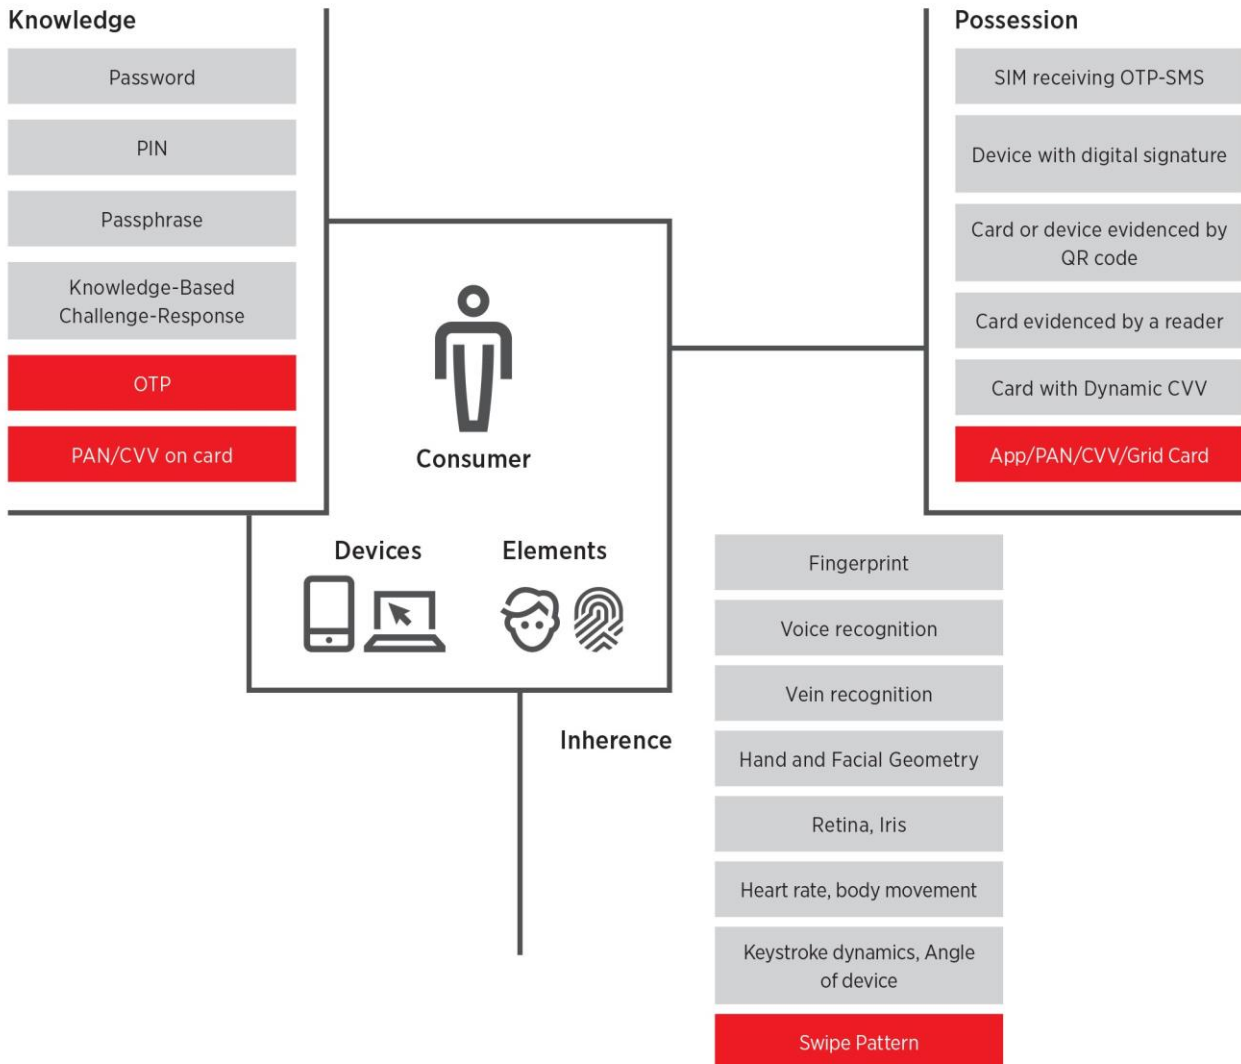 Knowledge
Password
PIN
Passphrase
Knowledge-Based
Challenge-Response
OTP
PAN/CVV on card
Possession
SIM receiving OTP-SMS
Device with digital signature
Card or device evidenced by
QR code
Card evidenced by a reader
Card with Dynamic CVV
App/PAN/CVV/Grid Card
Consumer
Devices
Elements
Inherence
Fingerprint
Voice recognition
Vein recognition
Hand and Facial Geometry
Retina, Iris
Heart rate, body movement
Keystroke dynamics, Angle
of device
Swipe Pattern